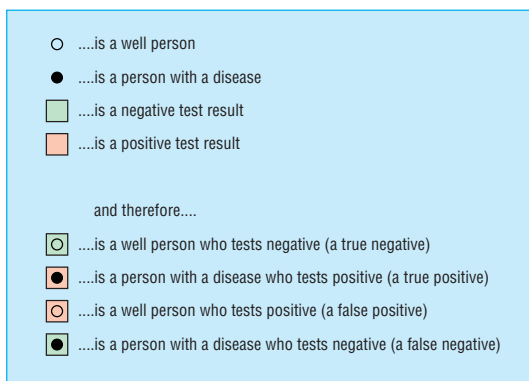 ....is a well person
....is a person with a disease
....is a negative test result
....is a positive test result
and therefore....
....is a well person who tests negative (a true negative)
....is a person with a disease who tests positive (a true positive)
....is a well person who tests positive (a false positive)
....is a person with a disease who tests negative (a false negative)